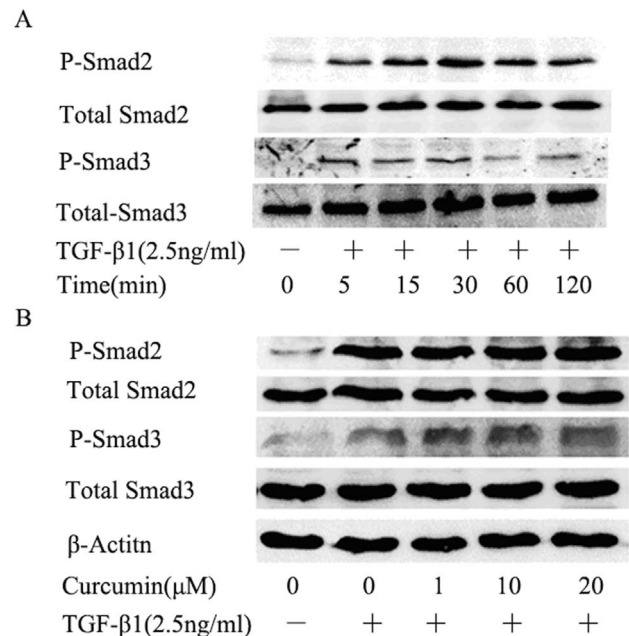 A
P-Smad2
Total Smad2
P-Smad3
Total-Smad3
TGF-β1(2.5ng/ml) — + + + + +
Time(min) 0 5 15 30 60 120
B
P-Smad2
Total Smad2
P-Smad3
Total Smad3
β-Actitn
Curcumin(μM) 0 0 1 10 20
TGF-β1(2.5ng/ml) — + + + +